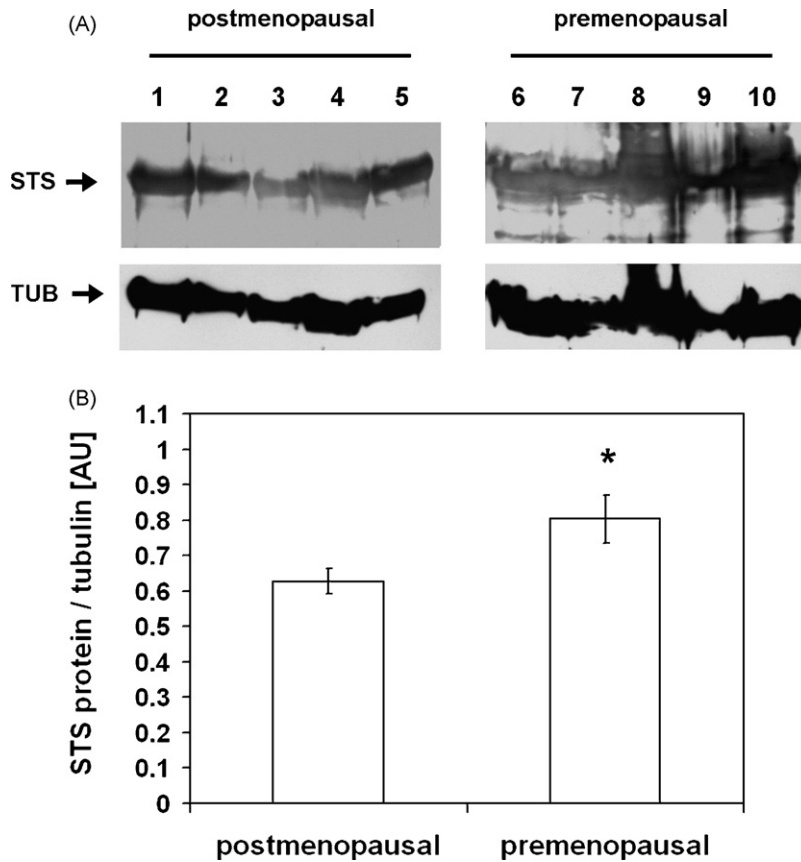 (A)
postmenopausal premenopausal
1 2 3 4 5 6 7 8 9 10
STS
TUB
(B)
STS protein / tubulin [AU]
1.1
1
0.9
0.8
0.7
0.6
0.5
0.4
0.3
0.2
0.1
0
*
postmenopausal premenopausal